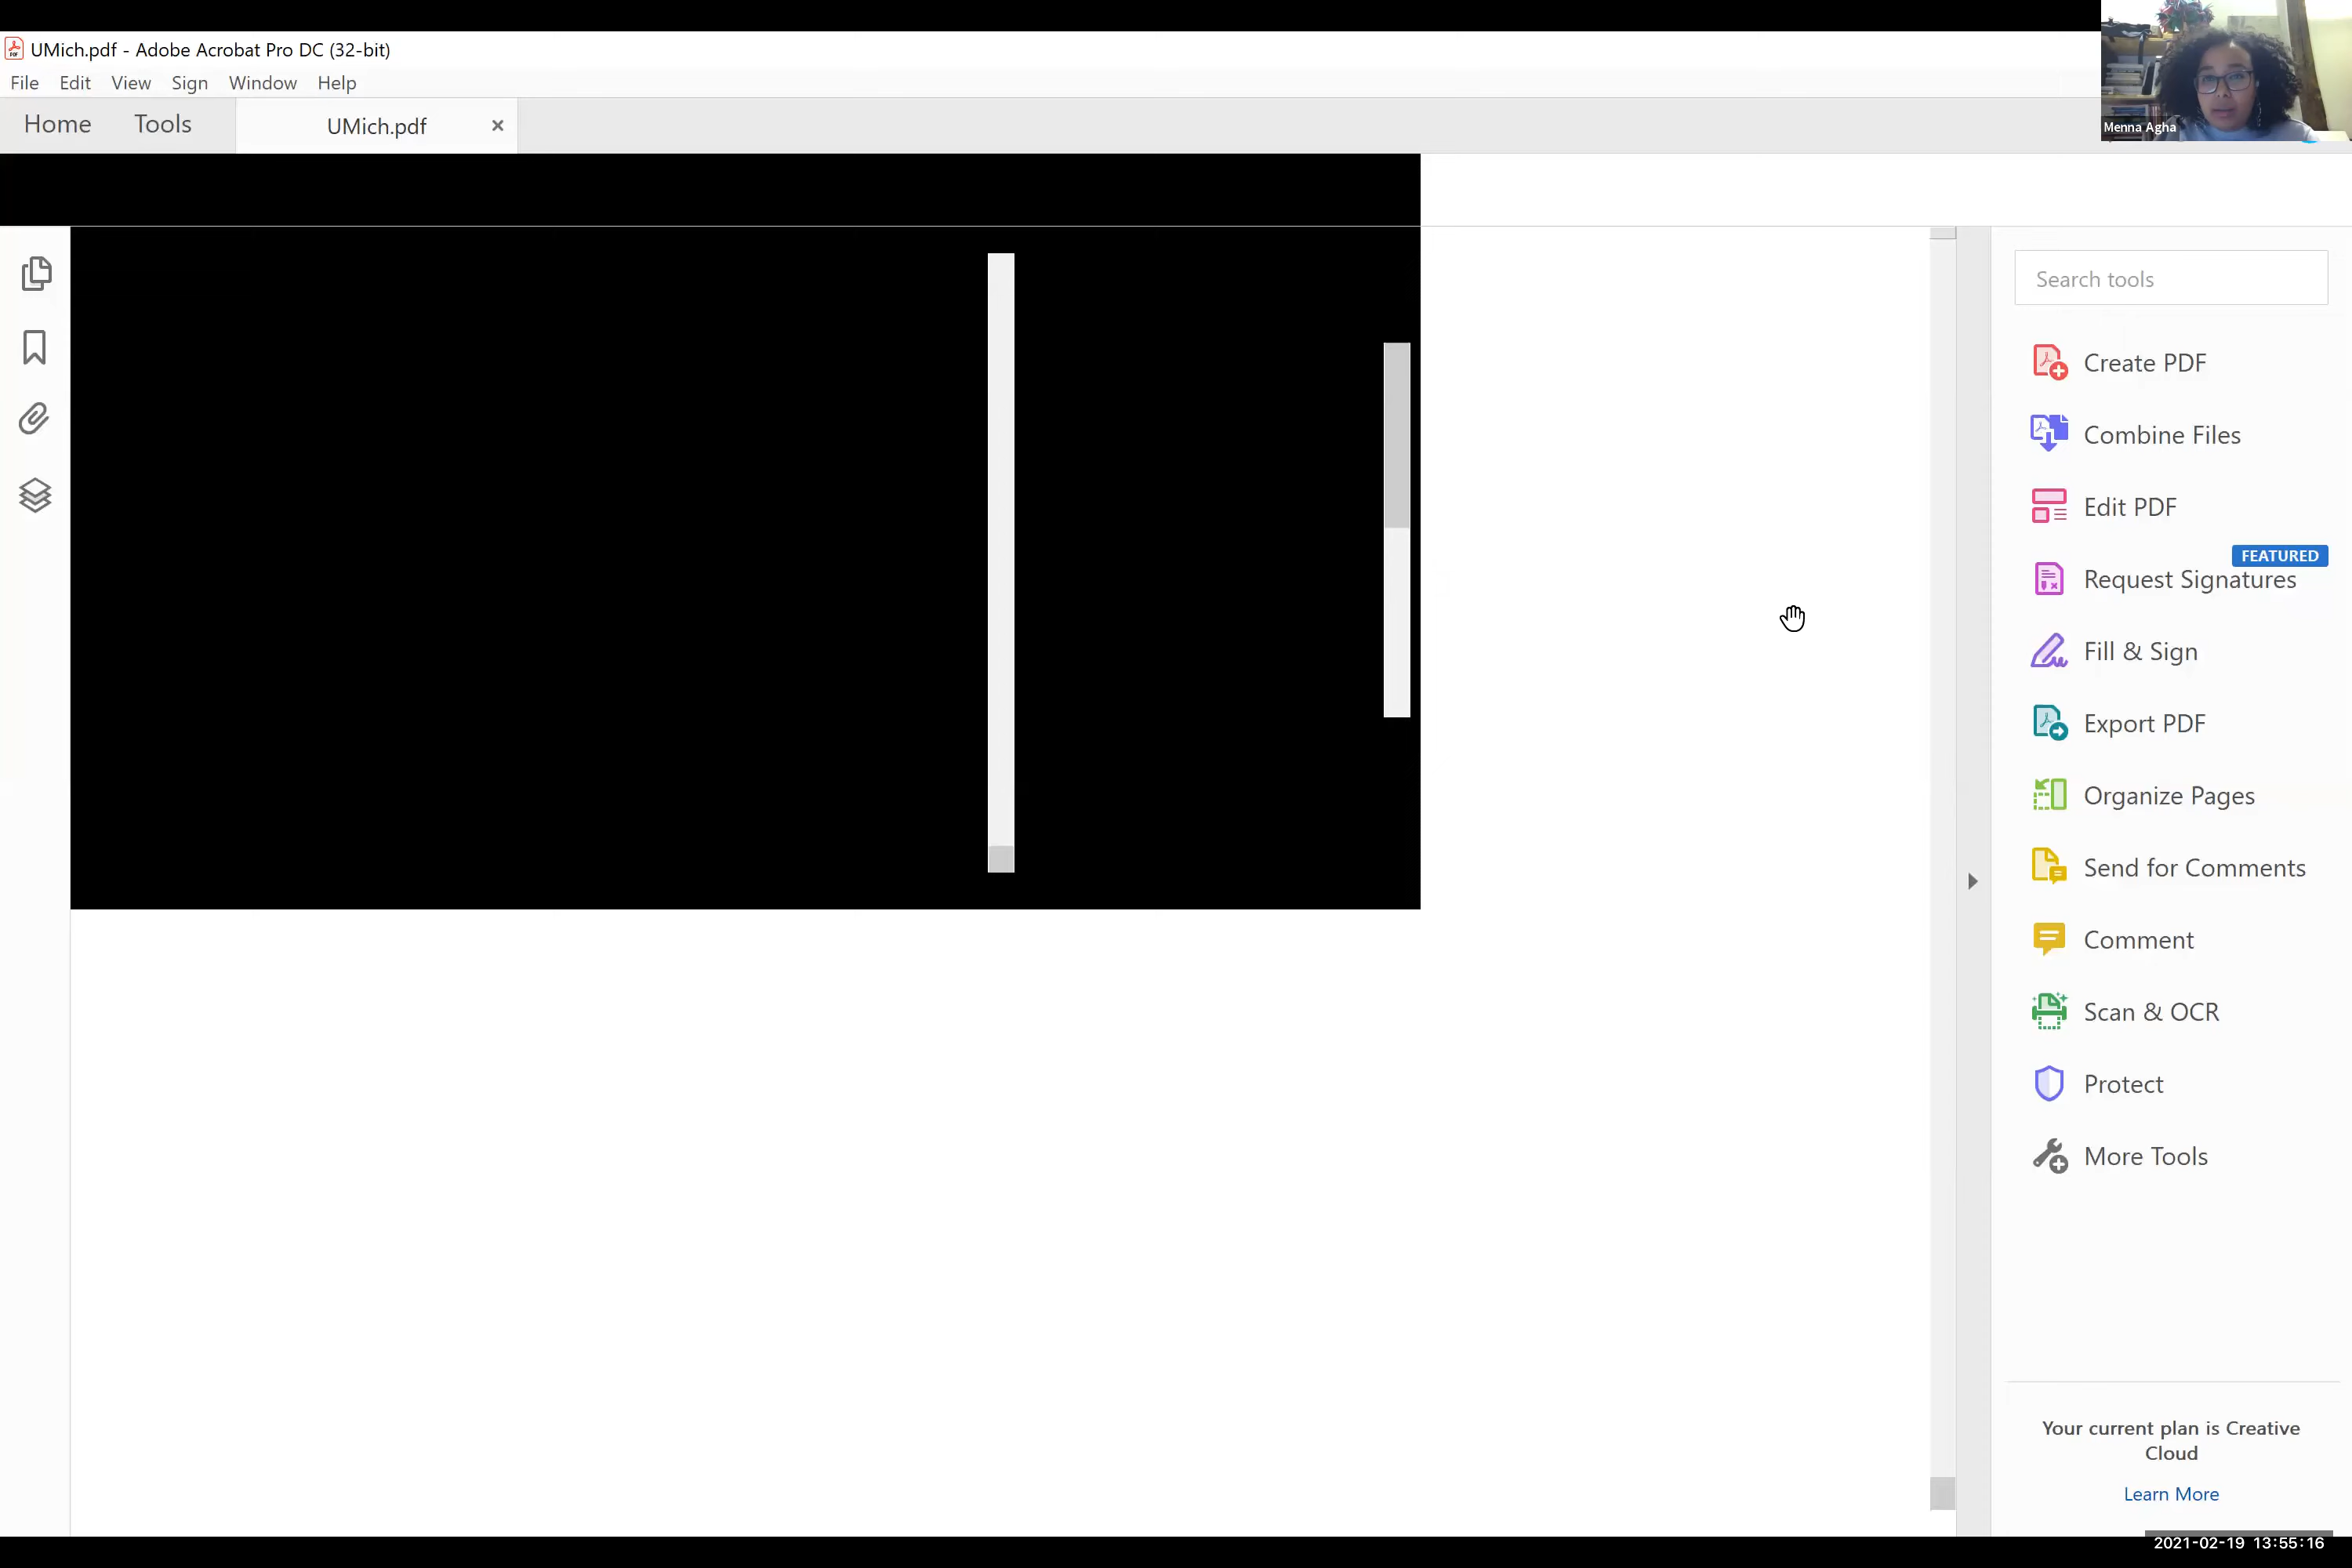 UMich.pdf - Adobe Acrobat Pro DC (32-bit)
File Edit View Sign Window Help
Home Tools UMich.pdf ×
Menna Agha
Search tools
Create PDF
Combine Files
Edit PDF
FEATURED
Request Signatures
Fill & Sign
Export PDF
Organize Pages
Send for Comments
Comment
Scan & OCR
Protect
More Tools
Your current plan is Creative
Cloud
Learn More
2021-02-19 13:55:16